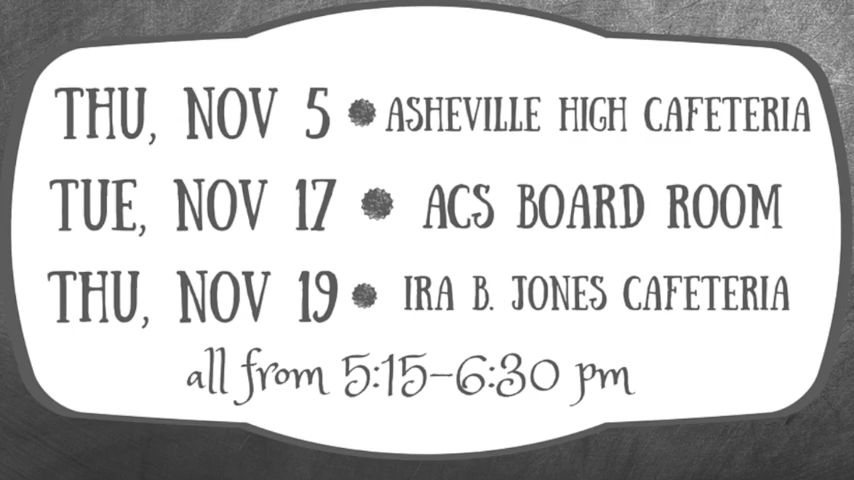 THU, NOV 5 ASHEVILLE HIGH CAFETERIA
TUE, NOV 17 ACS BOARD ROOM
THU, NOV 19 IRA B. JONES CAFETERIA
all from 5:15–6:30 pm